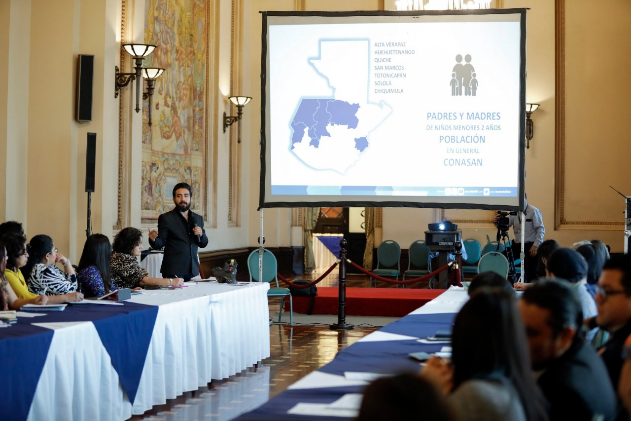 ALTA VERAPAZ
HUEHUETENANGO
QUICHÉ
SAN MARCOS
TOTONICAPÁN
SOLOLÁ
CHIQUIMULA
PADRES Y MADRES
DE NIÑOS MENORES 2 AÑOS
POBLACIÓN
EN GENERAL
CONASAN